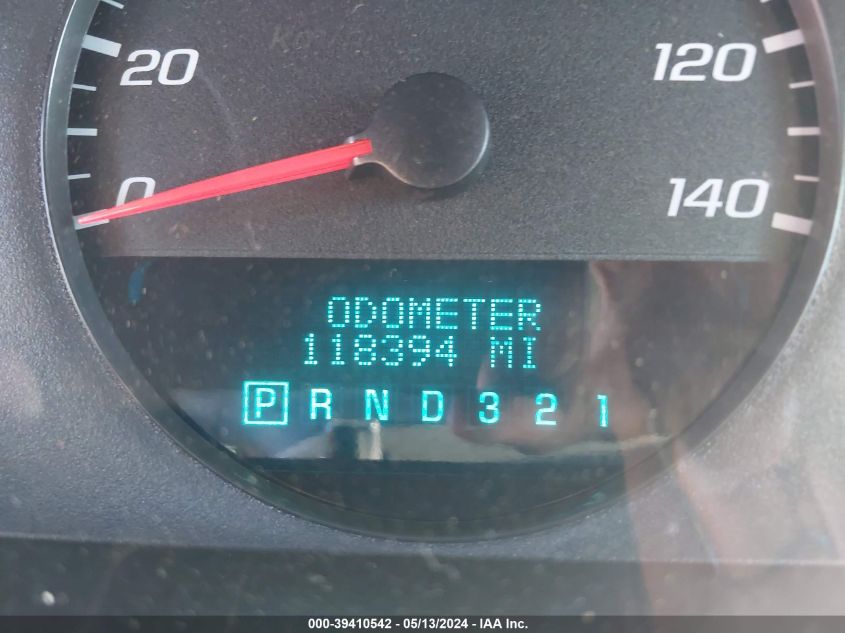 20 120
0 140
ODOMETER
118394 MI
P R N D 3 2 1
000-39410542 - 05/13/2024 - IAA Inc.